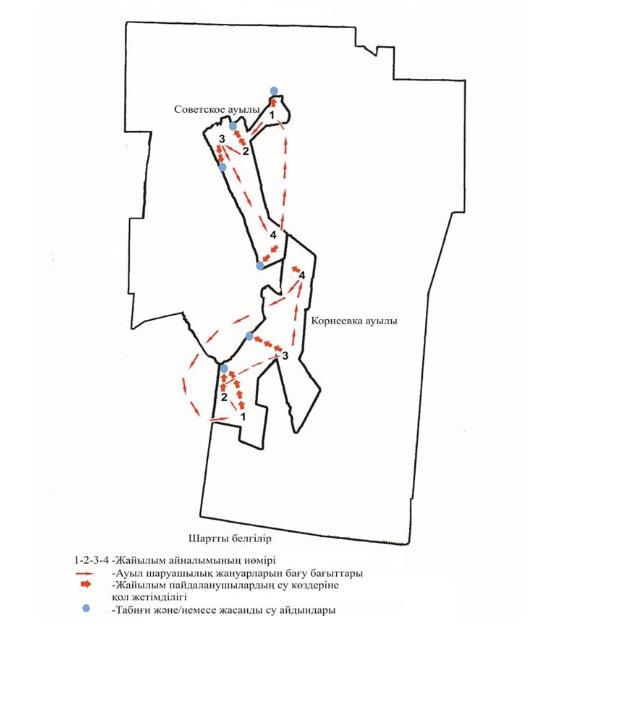 Советское ауылы
1
3
2
4
4
Корнеевка ауылы
3
2
1
Шартты белгілір
1-2-3-4 -Жайылым айналымының нөмірі
-Ауыл шаруашылық жануарларын бағу бағыттары
-Жайылым пайдаланушылардың су көздеріне
қол жетімділігі
-Табиғи және/немесе жасанды су айдындары